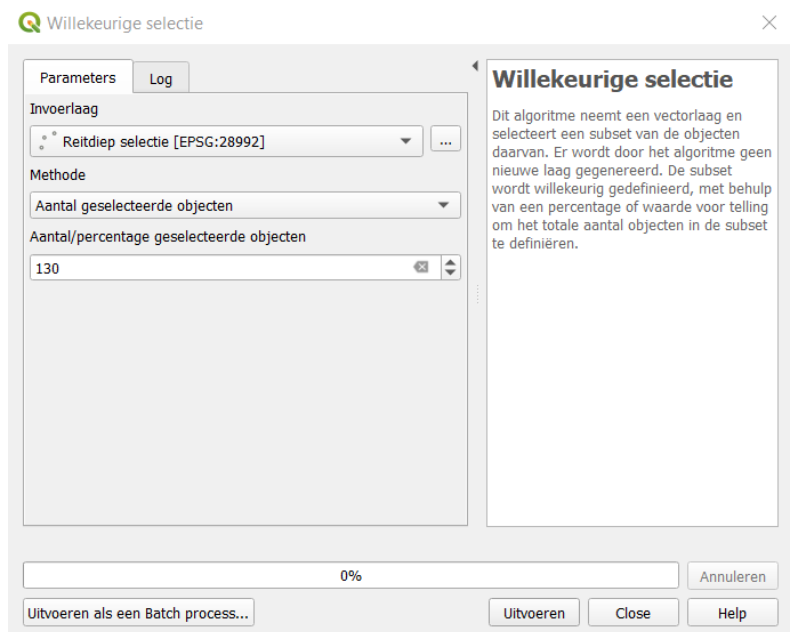 Willekeurige selectie
Parameters
Log
Invoerlaag
Reitdiep selectie [EPSG:28992]
...
Methode
Aantal geselecteerde objecten
Aantal/percentage geselecteerde objecten
130
Willekeurige selectie
Dit algoritme neemt een vectorlaag en
selecteert een subset van de objecten
daarvan. Er wordt door het algoritme geen
nieuwe laag gegenereerd. De subset
wordt willekeurig gedefinieerd, met behulp
van een percentage of waarde voor telling
om het totale aantal objecten in de subset
te definiëren.
0%
Annuleren
Uitvoeren als een Batch process...
Uitvoeren
Close
Help